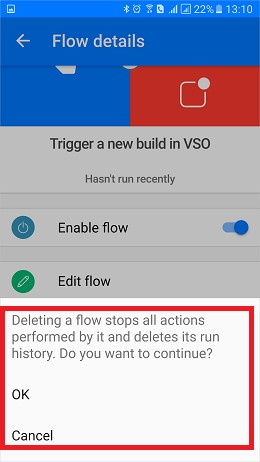 22% 13:10
Flow details
Trigger a new build in VSO
Hasn't run recently
Enable flow
Edit flow
Deleting a flow stops all actions
performed by it and deletes its run
history. Do you want to continue?
OK
Cancel